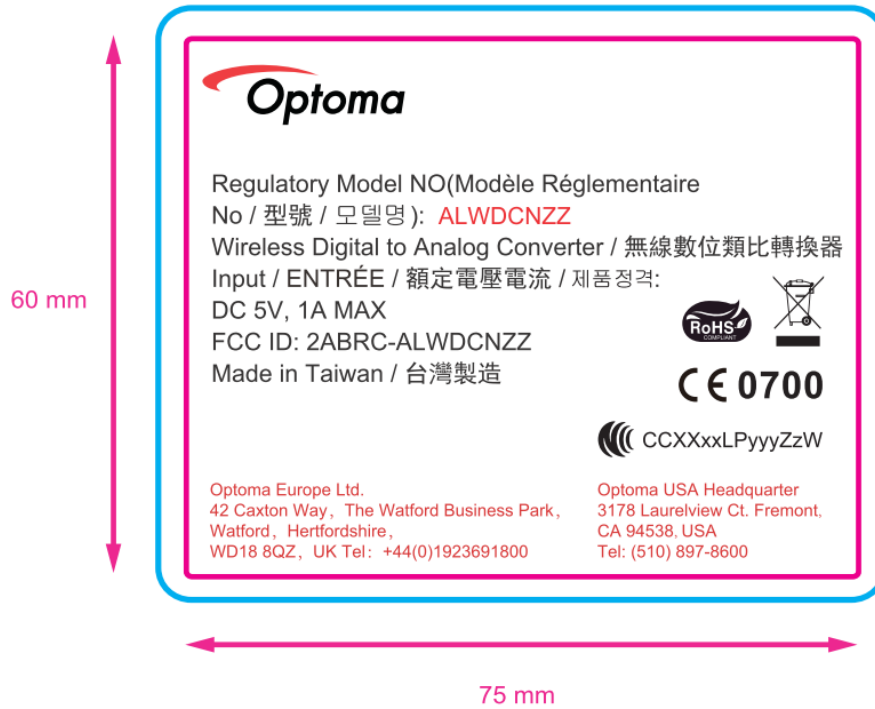 Optoma
Regulatory Model NO(Modèle Réglementaire
No / 型號 / 모델명): ALWDCNZZ
Wireless Digital to Analog Converter / 無線數位類比轉換器
Input / ENTRÉE / 額定電壓電流 / 제품정격:
DC 5V, 1A MAX
FCC ID: 2ABRC-ALWDCNZZ
Made in Taiwan / 台灣製造
RoHS
COMPLIANT
CE 0700
CCXXxxLPyyyZzW
Optoma Europe Ltd.
42 Caxton Way, The Watford Business Park,
Watford, Hertfordshire,
WD18 8QZ, UK Tel: +44(0)1923691800
Optoma USA Headquarter
3178 Laurelview Ct. Fremont,
CA 94538, USA
Tel: (510) 897-8600
60 mm
75 mm